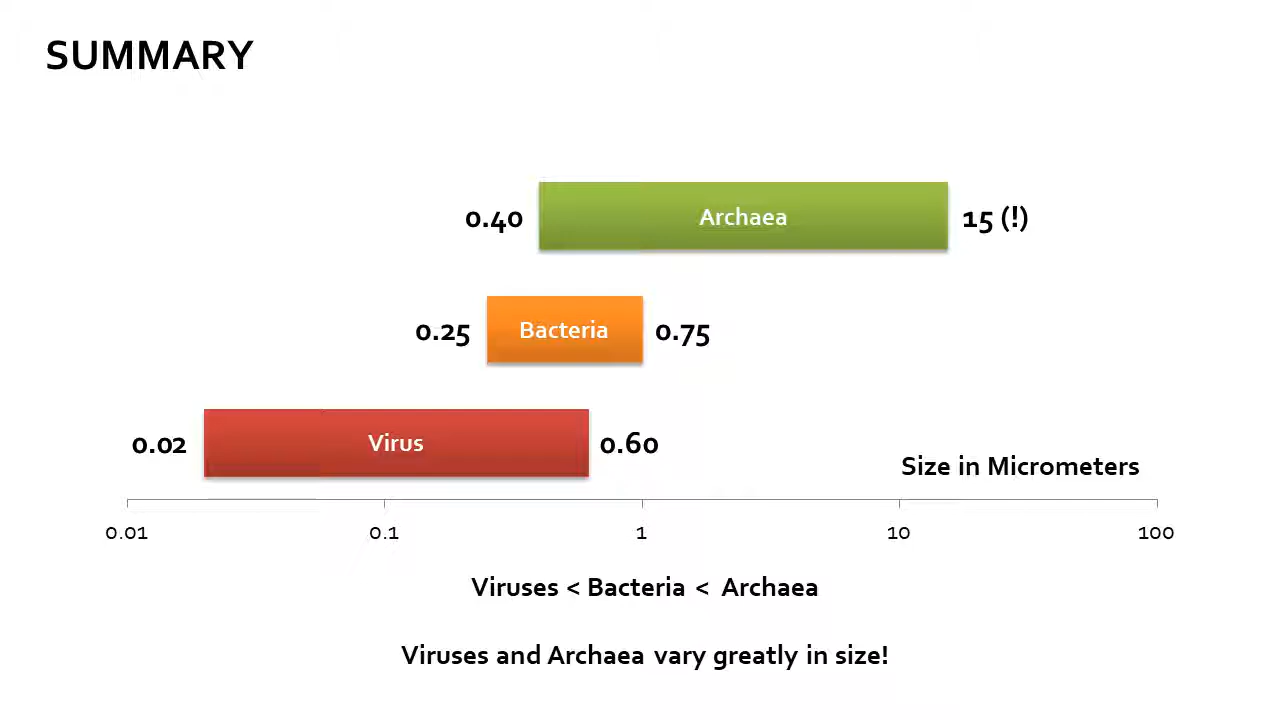 SUMMARY
0.40 Archaea 15 (!)
0.25 Bacteria 0.75
0.02 Virus 0.60
Size in Micrometers
0.01 0.1 1 10 100
Viruses < Bacteria < Archaea
Viruses and Archaea vary greatly in size!